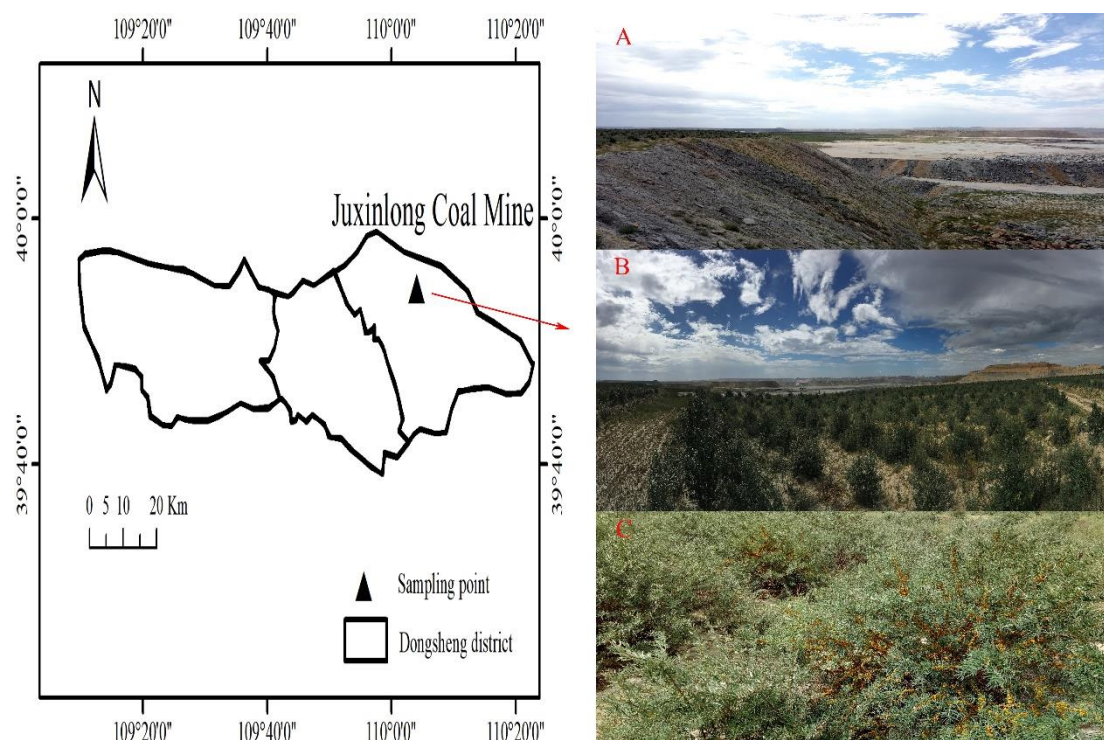 109°20'0"
109°40'0"
110°0'0"
110°20'0"
N
Juxinlong Coal Mine
40°0'0"
40°0'0"
39°40'0"
39°40'0"
0 5 10 20 Km
Sampling point
Dongsheng district
109°20'0"
109°40'0"
110°0'0"
110°20'0"
A
B
C